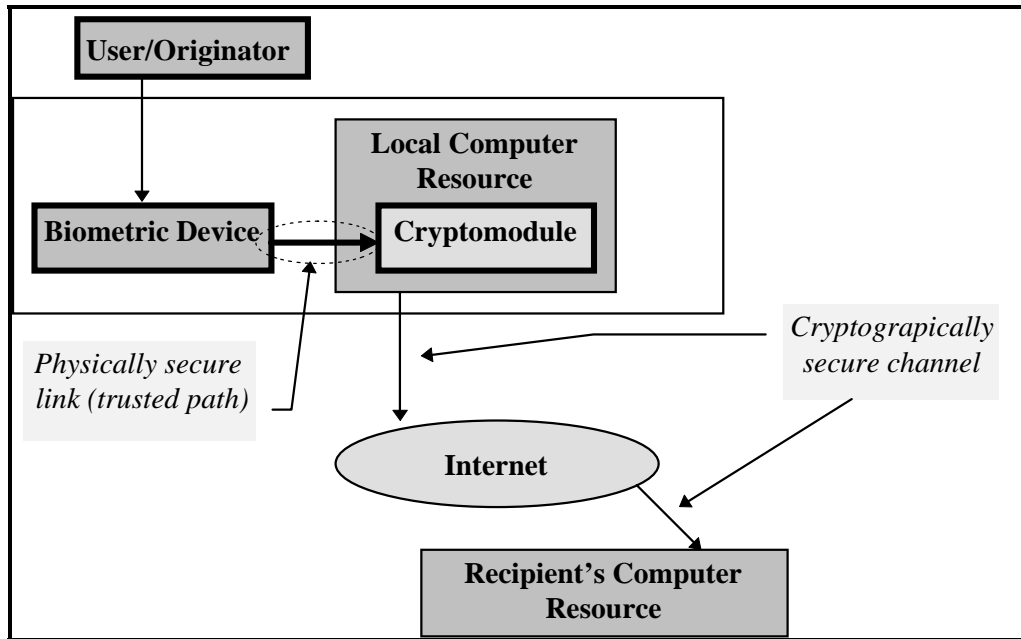 User/Originator
Local Computer
Resource
Biometric Device
Cryptomodule
Physically secure
link (trusted path)
Cryptograpically
secure channel
Internet
Recipient's Computer
Resource